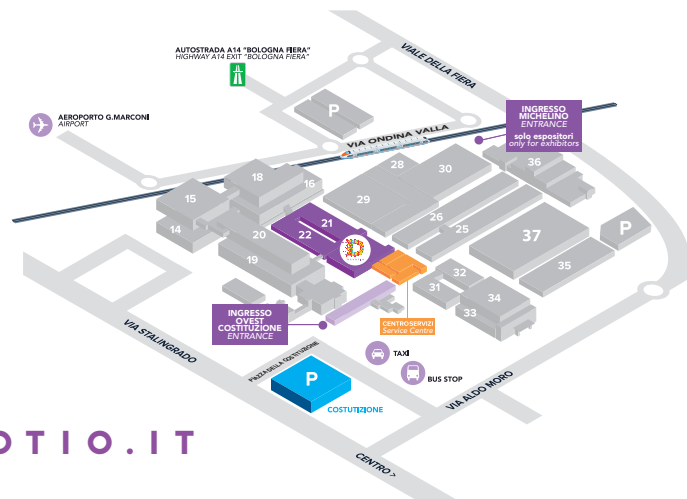 AUTOSTRADA A14 "BOLOGNA FIERA"
HIGHWAY A14 EXIT "BOLOGNA FIERA"
VIALE DELLA FIERA
P
AEROPORTO G.MARCONI
AIRPORT
VIA ONDINA VALLA
INGRESSO
MICHELINO
ENTRANCE
solo espositori
only for exhibitors
28
30
36
18
16
15
29
14
20
21
22
26
25
37
P
19
32
31
35
34
33
INGRESSO
OVEST
COSTITUZIONE
ENTRANCE
CENTROSERVIZI
Service Centre
TAXI
BUS STOP
VIA STALINGRADO
PIAZZA DELLA COSTITUZIONE
P
COSTUTIZIONE
VIA ALDO MORO
OTIO.IT
CENTRO >